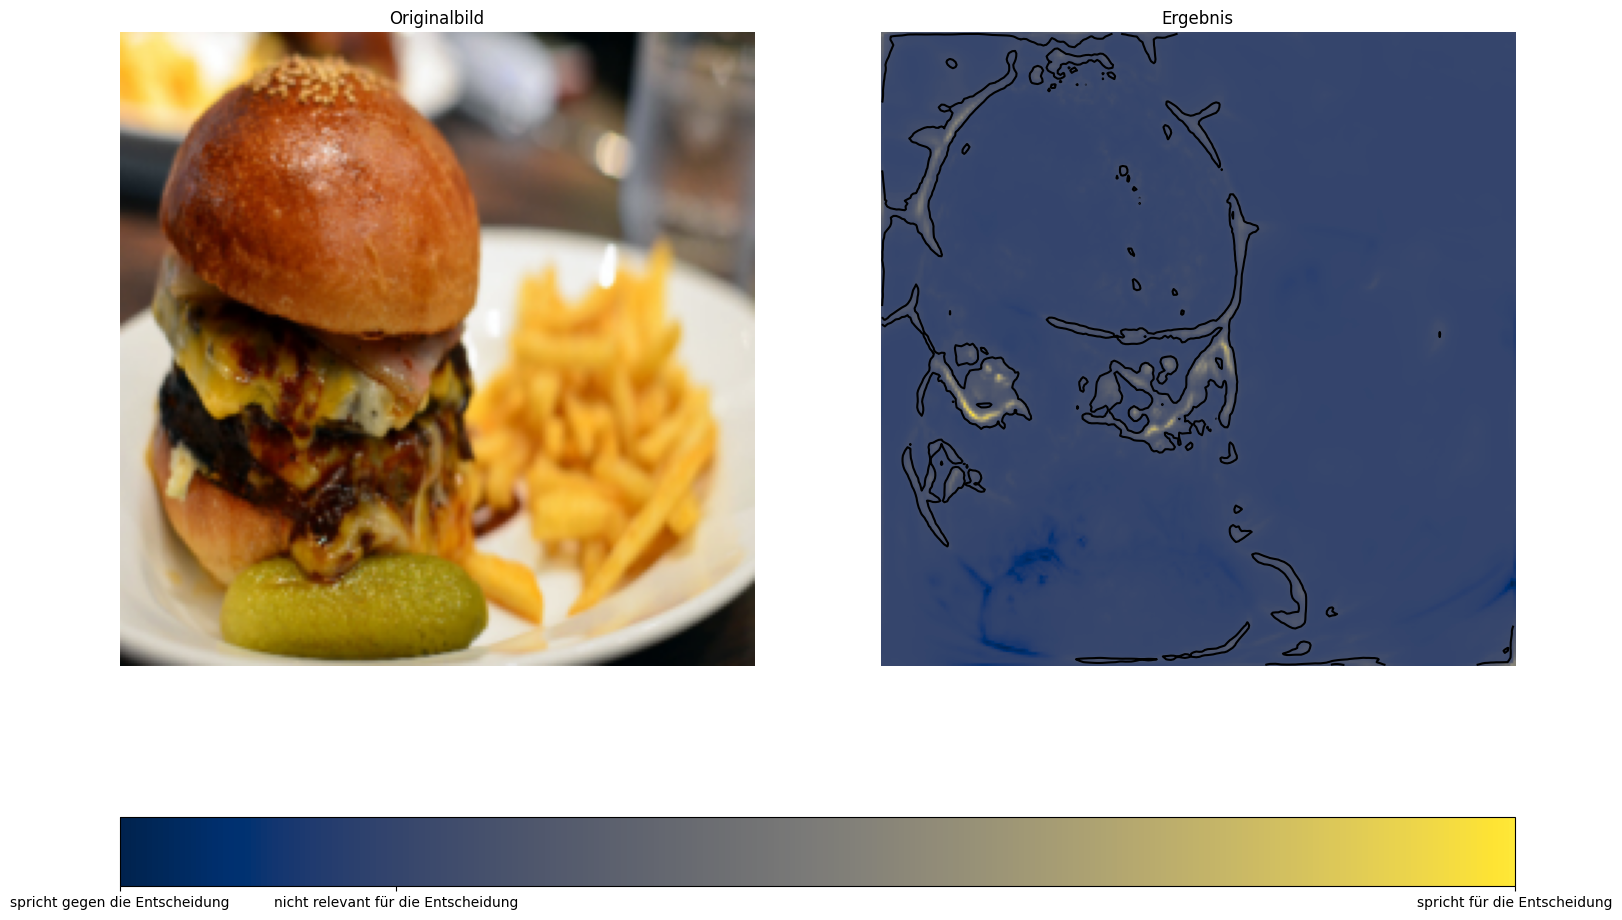 Originalbild
Ergebnis
spricht gegen die Entscheidung
nicht relevant für die Entscheidung
spricht für die Entscheidung